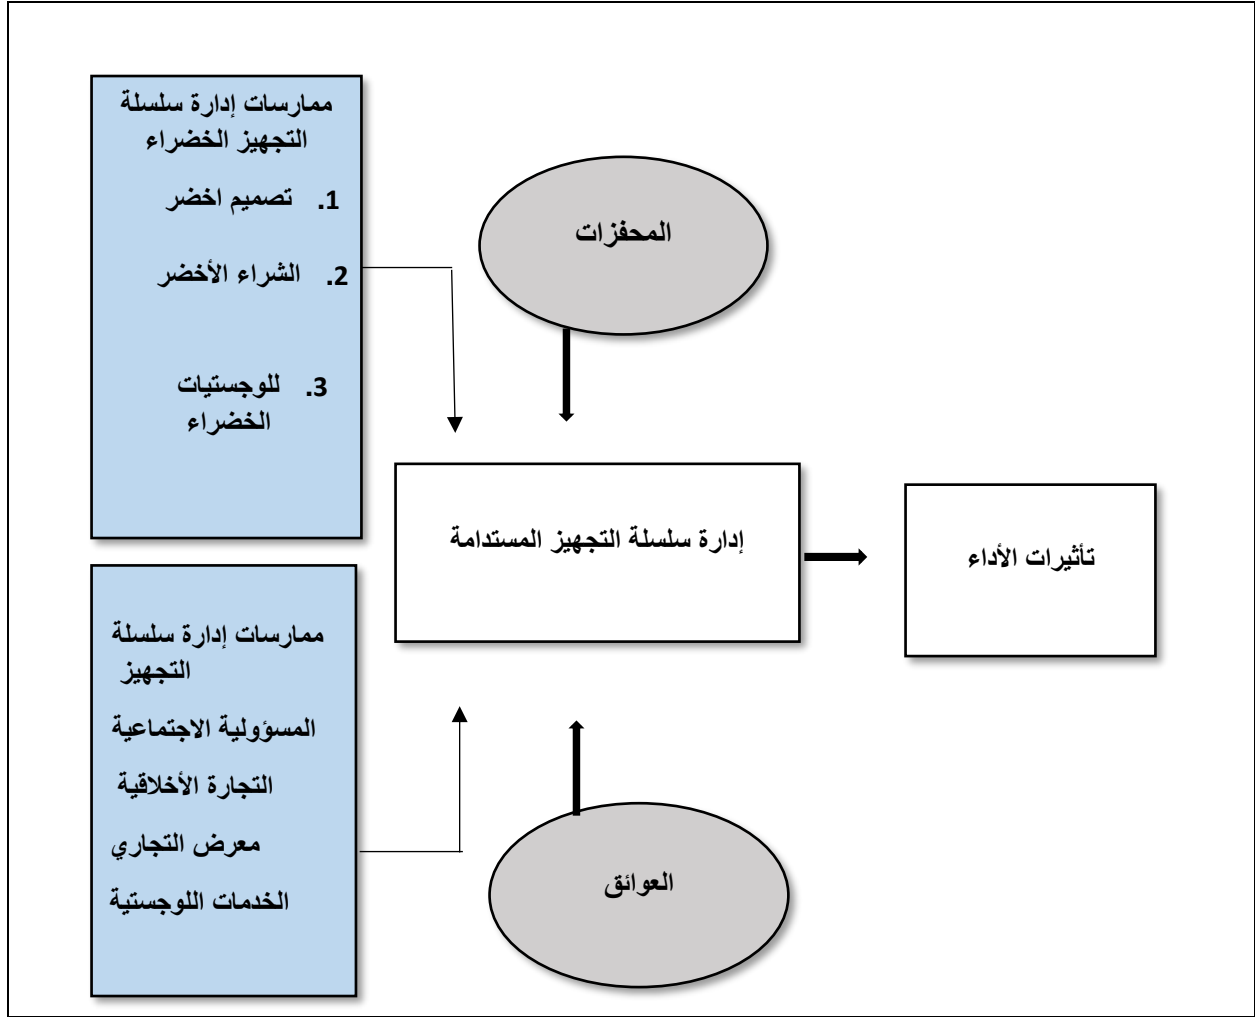 ممارسات إدارة سلسلة
التجهيز الخضراء
1. تصميم اخضر
2. الشراء الأخضر
3. للوجستيات
الخضراء
المحفزات
إدارة سلسلة التجهيز المستدامة
تأثيرات الأداء
ممارسات إدارة سلسلة
التجهيز
المسؤولية الاجتماعية
التجارة الأخلاقية
معرض التجاري
الخدمات اللوجستية
العوائق